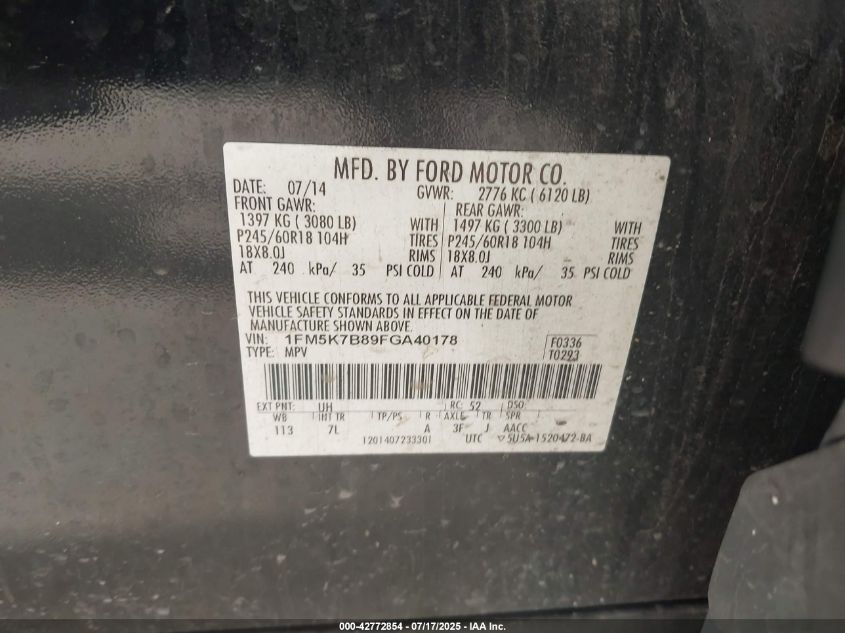 MFD. BY FORD MOTOR CO.
DATE: 07/14 GVWR: 2776 KG ( 6120 LB)
FRONT GAWR: REAR GAWR:
1397 KG ( 3080 LB) WITH 1497 KG ( 3300 LB) WITH
P245/60R18 104H TIRES P245/60R18 104H TIRES
18X8.0J RIMS 18X8.0J RIMS
AT 240 kPa/ 35 PSI COLD AT 240 kPa/ 35 PSI COLD
THIS VEHICLE CONFORMS TO ALL APPLICABLE FEDERAL MOTOR
VEHICLE SAFETY STANDARDS IN EFFECT ON THE DATE OF
MANUFACTURE SHOWN ABOVE.
VIN: 1FM5K7B89FGA40178 F0336
TYPE: MPV T0293
EXT PNT: UH RC: 52 DSO:
WB INT TR TP/PS R AXLE TR SPR
113 7L A 3F J AACC
120140723301 UTC ▽5U5A-1520472-BA
000-42772854 - 07/17/2025 - IAA Inc.